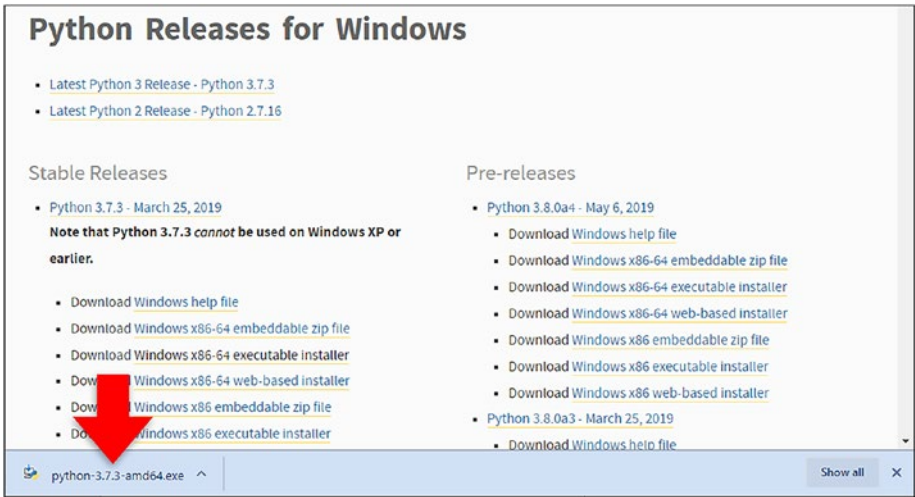 Python Releases for Windows
Latest Python 3 Release - Python 3.7.3
Latest Python 2 Release - Python 2.7.16
Stable Releases
Python 3.7.3 - March 25, 2019
Note that Python 3.7.3 cannot be used on Windows XP or
earlier.
Download Windows help file
Download Windows x86-64 embeddable zip file
Download Windows x86-64 executable installer
Windows x86-64 web-based installer
Windows x86 embeddable zip file
Windows x86 executable installer
Pre-releases
Python 3.8.0a4 - May 6, 2019
Download Windows help file
Download Windows x86-64 embeddable zip file
Download Windows x86-64 executable installer
Download Windows x86-64 web-based installer
Download Windows x86 embeddable zip file
Download Windows x86 executable installer
Download Windows x86 web-based installer
Python 3.8.0a3 - March 25, 2019
Download Windows help file
python-3.7.3-amd64.exe
Show all